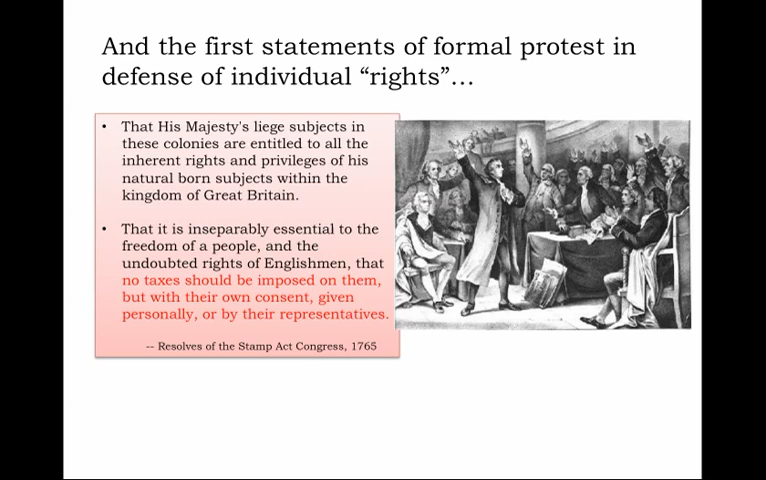 And the first statements of formal protest in
defense of individual “rights”…
• That His Majesty's liege subjects in
these colonies are entitled to all the
inherent rights and privileges of his
natural born subjects within the
kingdom of Great Britain.
• That it is inseparably essential to the
freedom of a people, and the
undoubted rights of Englishmen, that
no taxes should be imposed on them,
but with their own consent, given
personally, or by their representatives.
-- Resolves of the Stamp Act Congress, 1765